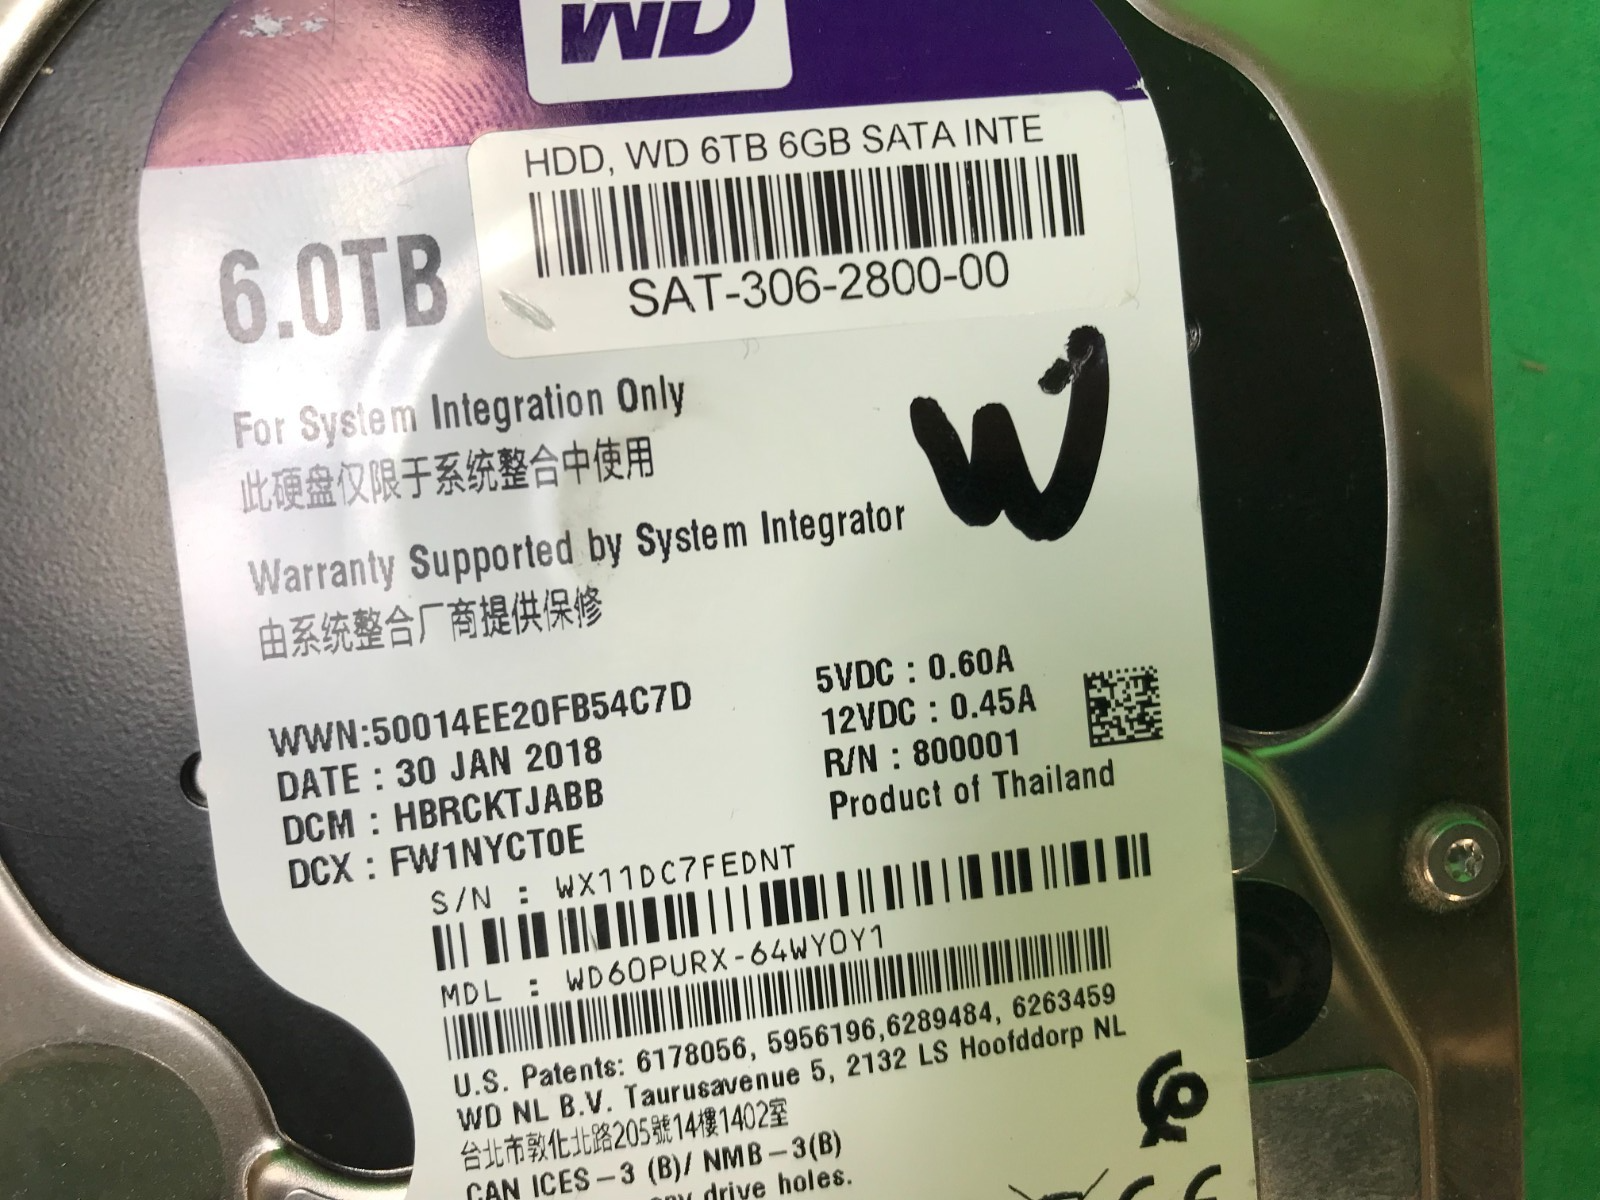 WD
HDD, WD 6TB 6GB SATA INTE
SAT-306-2800-00
6.0TB
W
For System Integration Only
此硬盘仅限于系统整合中使用
Warranty Supported by System Integrator
由系统整合厂商提供保修
WWN:50014EE20FB54C7D
DATE : 30 JAN 2018
DCM : HBRCKTJABB
DCX : FW1NYCT0E
5VDC : 0.60A
12VDC : 0.45A
R/N : 800001
Product of Thailand
S/N : WX11DC7FEDNT
MDL : WD60PURX-64WY0Y1
U.S. Patents: 6178056, 5956196,6289484, 6263459
WD NL B.V. Taurusavenue 5, 2132 LS Hoofddorp NL
台北市敦化北路205號14樓1402室
CAN ICES-3 (B)/ NMB-3(B)
drive holes.